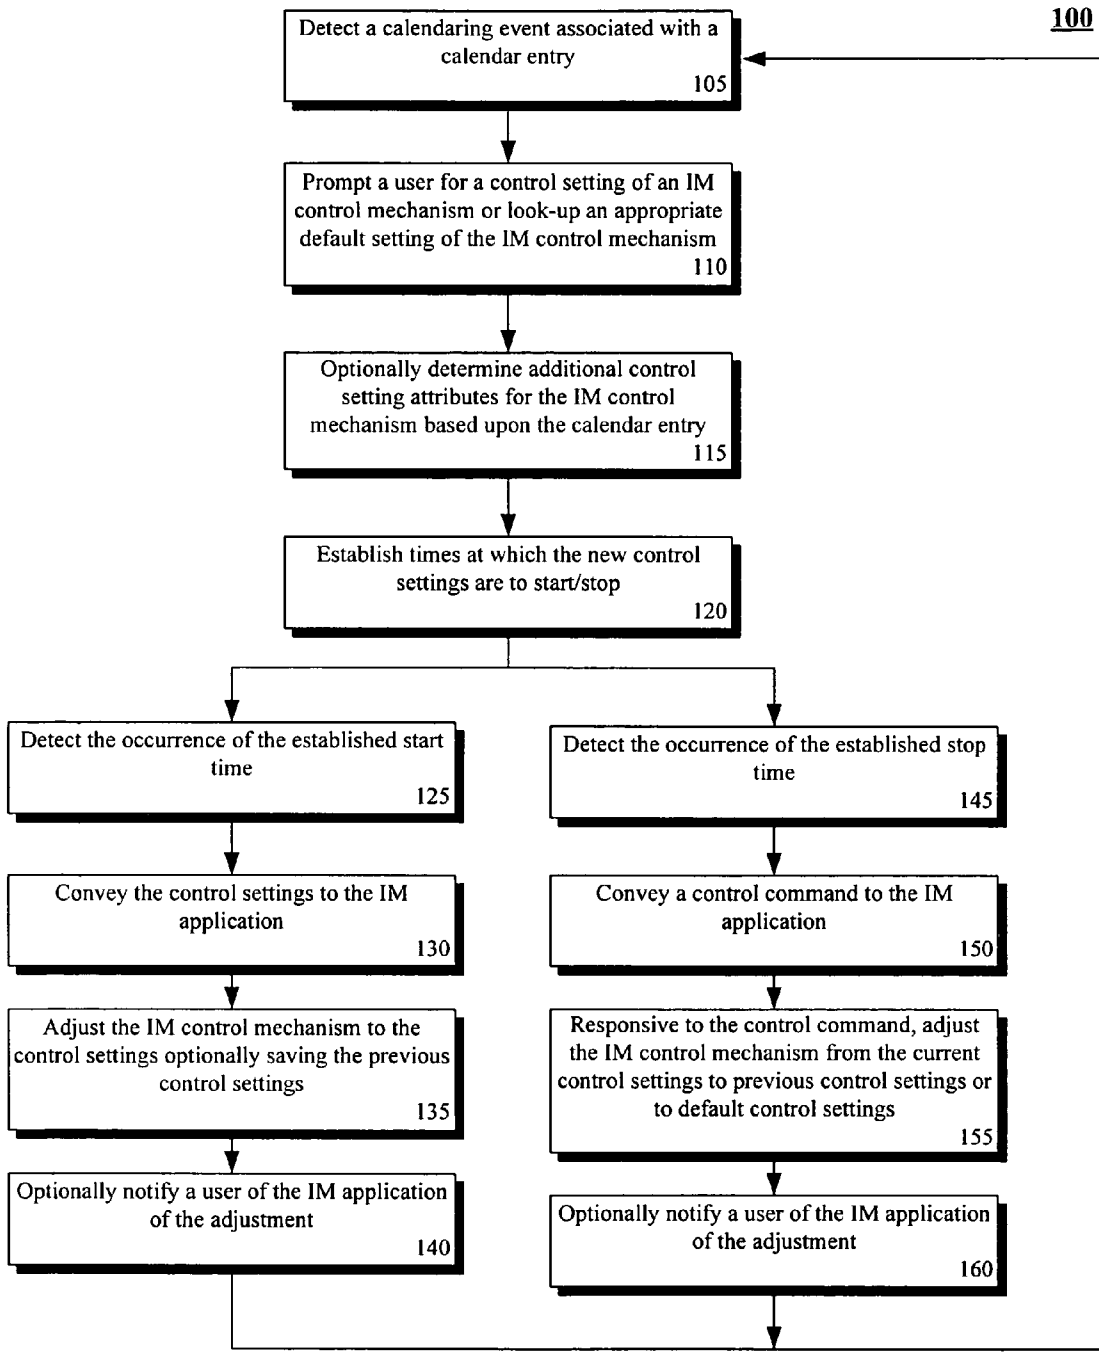 100
Detect a calendaring event associated with a
calendar entry
105
Prompt a user for a control setting of an IM
control mechanism or look-up an appropriate
default setting of the IM control mechanism
110
Optionally determine additional control
setting attributes for the IM control
mechanism based upon the calendar entry
115
Establish times at which the new control
settings are to start/stop
120
Detect the occurrence of the established start
time
125
Convey the control settings to the IM
application
130
Adjust the IM control mechanism to the
control settings optionally saving the previous
control settings
135
Optionally notify a user of the IM application
of the adjustment
140
Detect the occurrence of the established stop
time
145
Convey a control command to the IM
application
150
Responsive to the control command, adjust
the IM control mechanism from the current
control settings to previous control settings or
to default control settings
155
Optionally notify a user of the IM application
of the adjustment
160